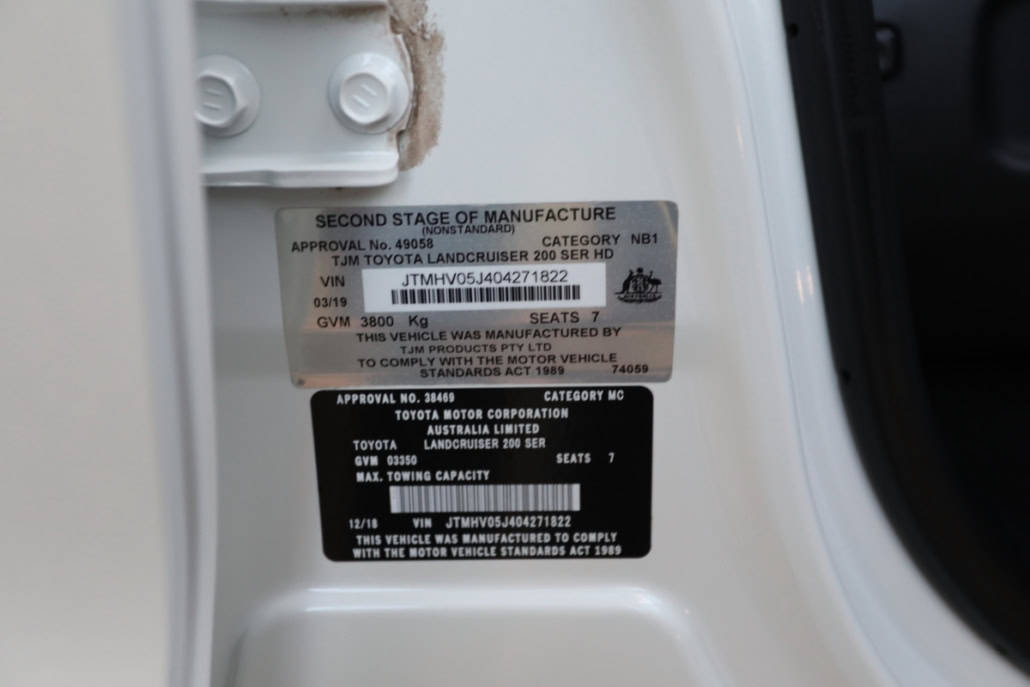 SECOND STAGE OF MANUFACTURE
(NONSTANDARD)
APPROVAL No. 49058 CATEGORY NB1
TJM TOYOTA LANDCRUISER 200 SER HD
VIN JTMHV05J404271822
03/19
GVM 3800 Kg SEATS 7
THIS VEHICLE WAS MANUFACTURED BY
TJM PRODUCTS PTY LTD
TO COMPLY WITH THE MOTOR VEHICLE
STANDARDS ACT 1989 74059
APPROVAL NO. 38469 CATEGORY MC
TOYOTA MOTOR CORPORATION
AUSTRALIA LIMITED
TOYOTA LANDCRUISER 200 SER
GVM 03350 SEATS 7
MAX. TOWING CAPACITY
12/18 VIN JTMHV05J404271822
THIS VEHICLE WAS MANUFACTURED TO COMPLY
WITH THE MOTOR VEHICLE STANDARDS ACT 1989